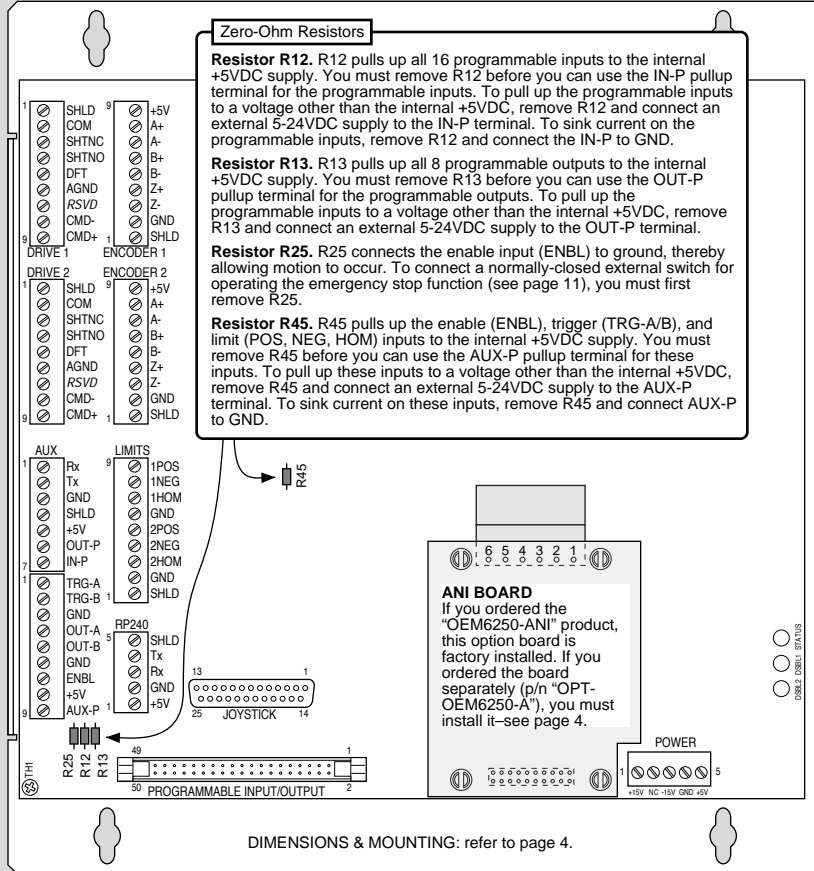 Zero-Ohm Resistors
Resistor R12. R12 pulls up all 16 programmable inputs to the internal
+5VDC supply. You must remove R12 before you can use the IN-P pullup
terminal for the programmable inputs. To pull up the programmable inputs
to a voltage other than the internal +5VDC, remove R12 and connect an
external 5-24VDC supply to the IN-P terminal. To sink current on the
programmable inputs, remove R12 and connect the IN-P to GND.
Resistor R13. R13 pulls up all 8 programmable outputs to the internal
+5VDC supply. You must remove R13 before you can use the OUT-P
pullup terminal for the programmable outputs. To pull up the
programmable inputs to a voltage other than the internal +5VDC, remove
R13 and connect an external 5-24VDC supply to the OUT-P terminal.
Resistor R25. R25 connects the enable input (ENBL) to ground, thereby
allowing motion to occur. To connect a normally-closed external switch for
operating the emergency stop function (see page 11), you must first
remove R25.
Resistor R45. R45 pulls up the enable (ENBL), trigger (TRG-A/B), and
limit (POS, NEG, HOM) inputs to the internal +5VDC supply. You must
remove R45 before you can use the AUX-P pullup terminal for these
inputs. To pull up these inputs to a voltage other than the internal +5VDC,
remove R45 and connect an external 5-24VDC supply to the AUX-P
terminal. To sink current on these inputs, remove R45 and connect AUX-P
to GND.
1
SHLD
COM
SHTNC
SHTNO
DFT
AGND
RSVD
CMD-
CMD+
9
DRIVE 1
9
+5V
A+
A-
B+
B-
Z+
Z-
GND
SHLD
1
ENCODER 1
DRIVE 2
1
SHLD
COM
SHTNC
SHTNO
DFT
AGND
RSVD
CMD-
CMD+
9
ENCODER 2
9
+5V
A+
A-
B+
B-
Z+
Z-
GND
SHLD
1
AUX
1
Rx
Tx
GND
SHLD
+5V
OUT-P
IN-P
7
1
TRG-A
TRG-B
GND
OUT-A
OUT-B
GND
ENBL
+5V
AUX-P
9
LIMITS
9
1POS
1NEG
1HOM
GND
2POS
2NEG
2HOM
GND
SHLD
1
RP240
5
SHLD
Tx
Rx
GND
+5V
1
R45
13 1
25 JOYSTICK 14
R25
R12
R13
TH1
49 1
50 PROGRAMMABLE INPUT/OUTPUT 2
6 5 4 3 2 1
ANI BOARD
If you ordered the
“OEM6250-ANI” product,
this option board is
factory installed. If you
ordered the board
separately (p/n “OPT-
OEM6250-A”), you must
install it–see page 4.
DSBL2 DSBL1 STATUS
POWER
1 5
+15V NC -15V GND +5V
DIMENSIONS & MOUNTING: refer to page 4.